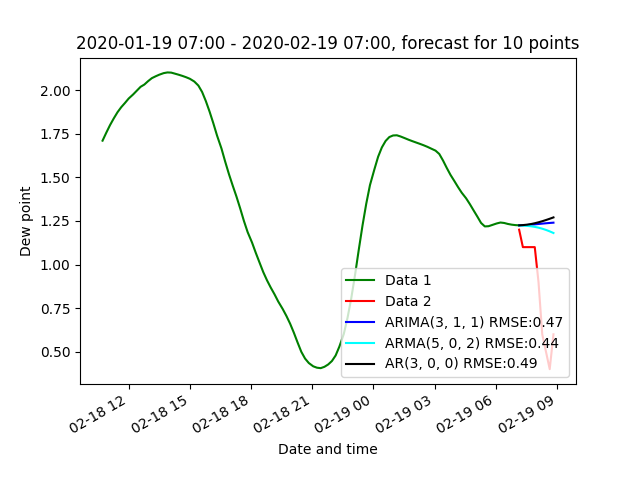 2020-01-19 07:00 - 2020-02-19 07:00, forecast for 10 points
Dew point
2.00
1.75
1.50
1.25
1.00
0.75
0.50
Data 1
Data 2
ARIMA(3, 1, 1) RMSE:0.47
ARMA(5, 0, 2) RMSE:0.44
AR(3, 0, 0) RMSE:0.49
02-18 12
02-18 15
02-18 18
02-18 21
02-19 00
02-19 03
02-19 06
02-19 09
Date and time